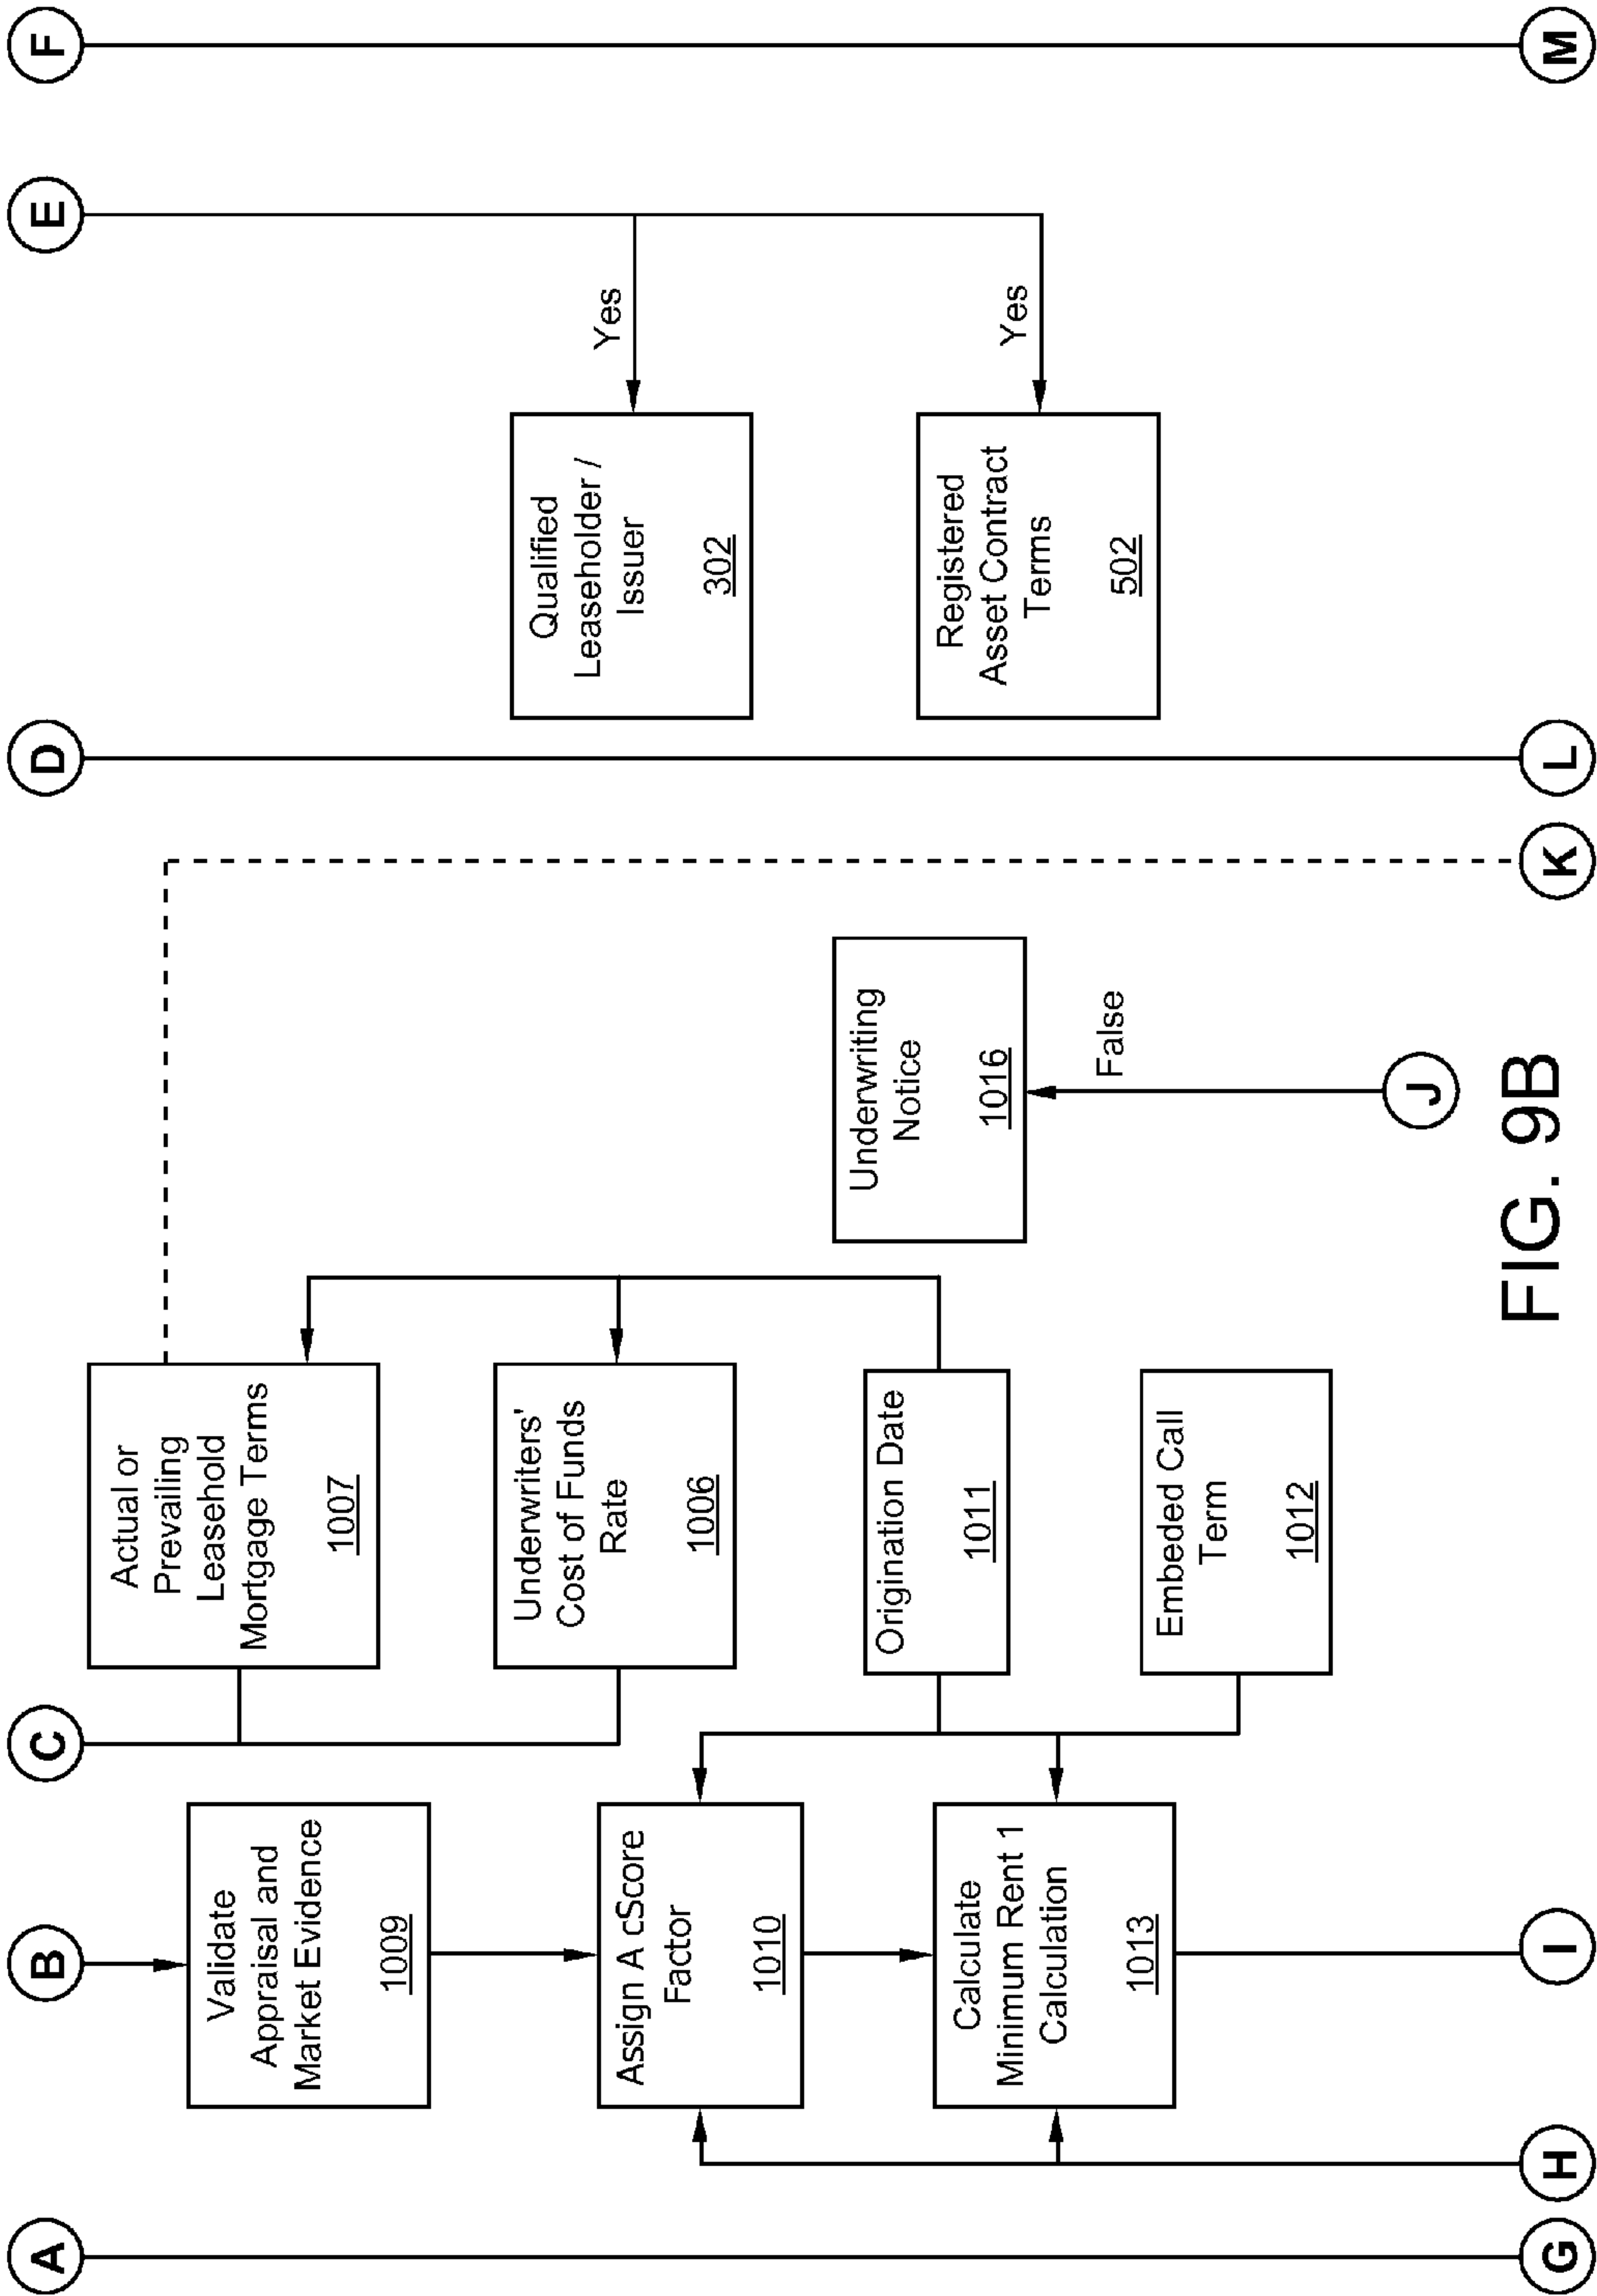 A
B
C
D
E
F
Validate
Appraisal and
Market Evidence
1009
Actual or
Prevailing
Leasehold
Mortgage Terms
1007
Assign A cScore
Factor
1010
Underwriters'
Cost of Funds
Rate
1006
Qualified
Leaseholder /
Issuer
302
Yes
Calculate
Minimum Rent 1
Calculation
1013
Origination Date
1011
Underwriting
Notice
1016
False
Registered
Asset Contract
Terms
502
Yes
Embeded Call
Term
1012
J
G
H
I
K
L
M
FIG. 9B